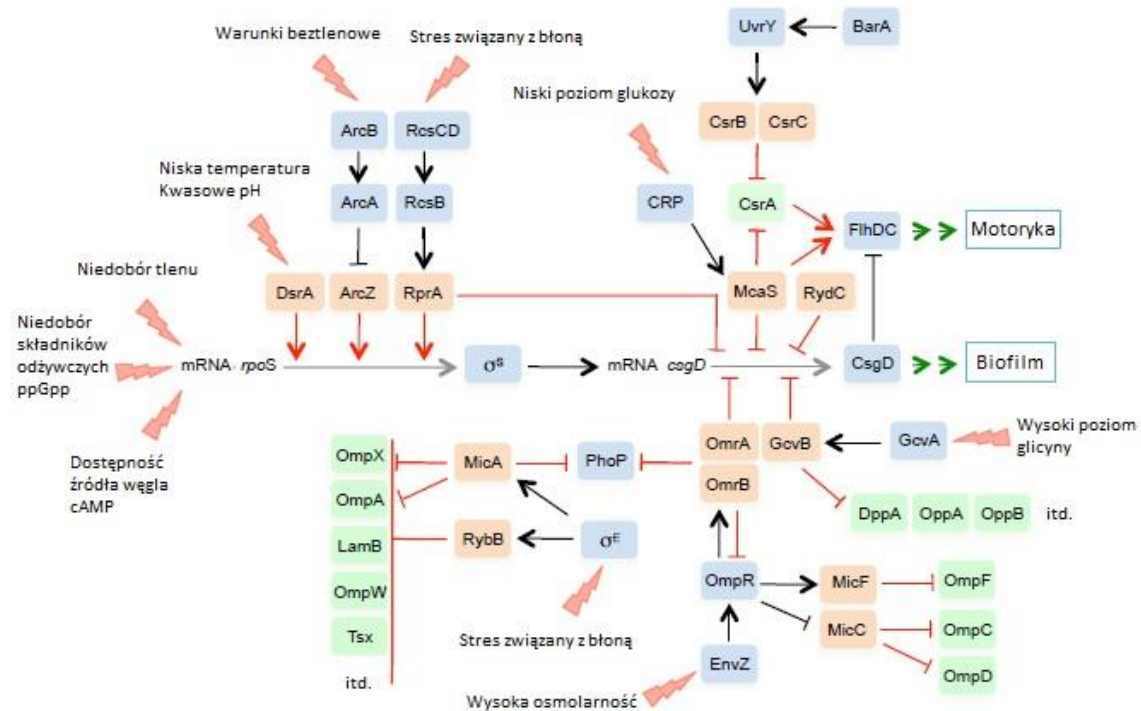 UvrY
BarA
Warunki beztlenowe
Stres związany z błoną
Niski poziom glukozy
CsrB
CsrC
ArcB
RcsCD
Niska temperatura
Kwasowe pH
ArcA
RcsB
CRP
CsrA
FlhDC
Motoryka
Niedobór tlenu
DsrA
ArcZ
RprA
McaS
RydC
Niedobór
składników
odżywczych
ppGpp
mRNA rpoS
σS
mRNA csgD
CsgD
Biofilm
Dostępność
źródła węgla
cAMP
OmpX
MicA
PhoP
OmrA
GcvB
GcvA
Wysoki poziom
glicyny
OmrB
OmpA
DppA
OppA
OppB
itd.
LamB
RybB
σE
OmpW
OmpR
MicF
OmpF
Tsx
MicC
OmpC
Stres związany z błoną
EnvZ
OmpD
itd.
Wysoka osmolarność